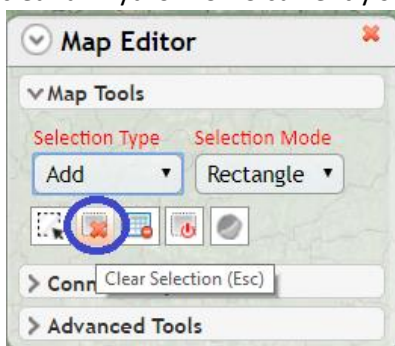 Map Editor
Map Tools
Selection Type Selection Mode
Add Rectangle
Clear Selection (Esc)
Conn
Advanced Tools